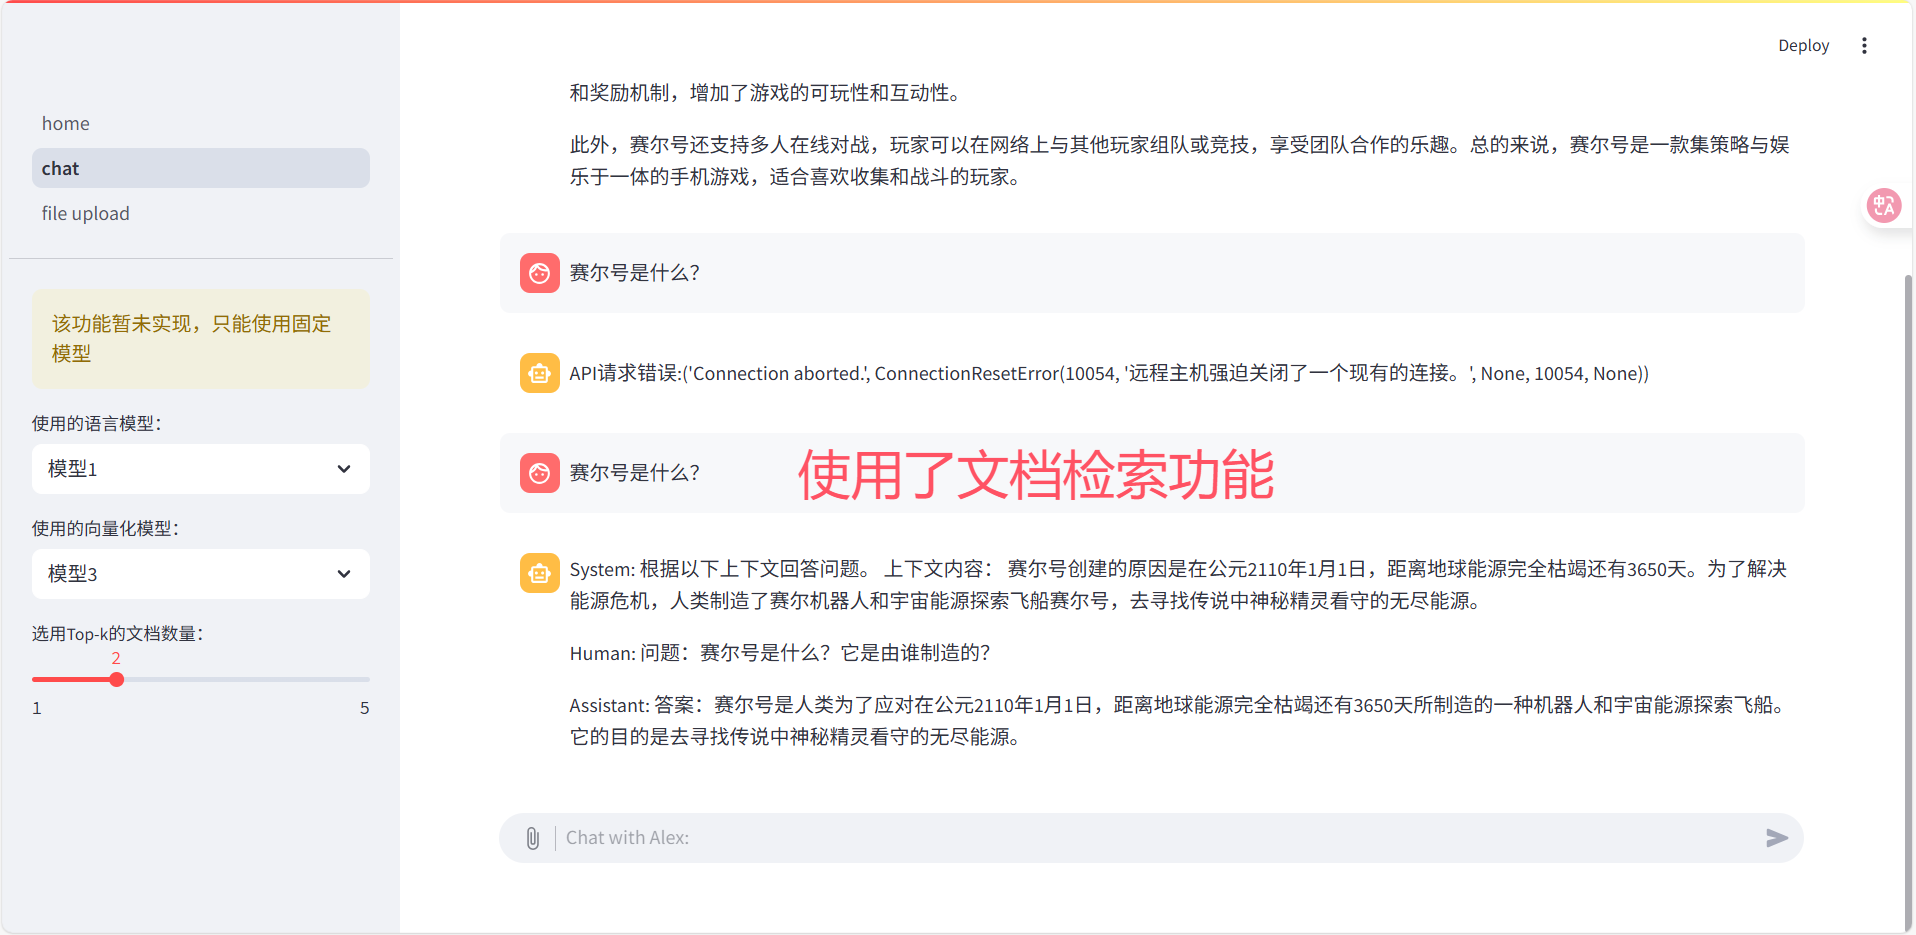 Deploy
home
chat
file upload
该功能暂未实现，只能使用固定
模型
使用的语言模型：
模型1
使用的向量化模型：
模型3
选用Top-k的文档数量：
2
1
5
和奖励机制，增加了游戏的可玩性和互动性。
此外，赛尔号还支持多人在线对战，玩家可以在网络上与其他玩家组队或竞技，享受团队合作的乐趣。总的来说，赛尔号是一款集策略与娱
乐于一体的手机游戏，适合喜欢收集和战斗的玩家。
中A
赛尔号是什么？
API请求错误:('Connection aborted.', ConnectionResetError(10054, '远程主机强迫关闭了一个现有的连接。', None, 10054, None))
赛尔号是什么？
使用了文档检索功能
System: 根据以下上下文回答问题。 上下文内容： 赛尔号创建的原因是在公元2110年1月1日，距离地球能源完全枯竭还有3650天。为了解决
能源危机，人类制造了赛尔机器人和宇宙能源探索飞船赛尔号，去寻找传说中神秘精灵看守的无尽能源。
Human: 问题：赛尔号是什么？它是由谁制造的？
Assistant: 答案：赛尔号是人类为了应对在公元2110年1月1日，距离地球能源完全枯竭还有3650天所制造的一种机器人和宇宙能源探索飞船。
它的目的是去寻找传说中神秘精灵看守的无尽能源。
Chat with Alex: